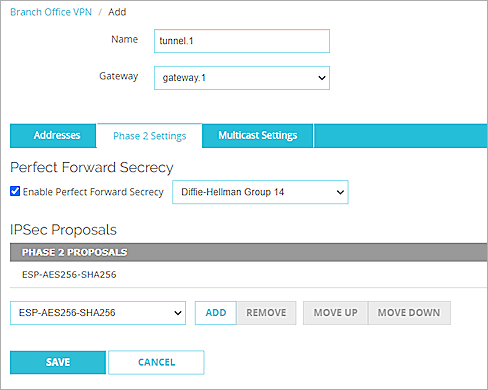 Branch Office VPN / Add
Name tunnel.1
Gateway gateway.1
Addresses Phase 2 Settings Multicast Settings
Perfect Forward Secrecy
Enable Perfect Forward Secrecy Diffie-Hellman Group 14
IPSec Proposals
PHASE 2 PROPOSALS
ESP-AES256-SHA256
ESP-AES256-SHA256 ADD REMOVE MOVE UP MOVE DOWN
SAVE CANCEL